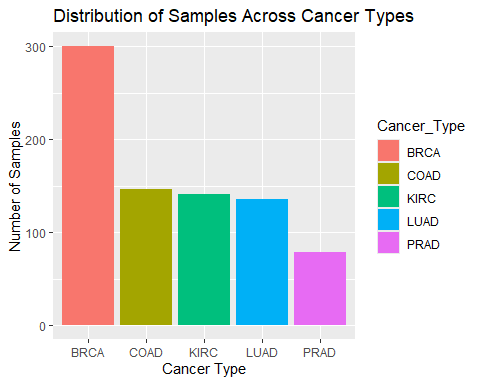 Distribution of Samples Across Cancer Types
Number of Samples
300
200
100
0
BRCA COAD KIRC LUAD PRAD
Cancer Type
Cancer_Type
BRCA
COAD
KIRC
LUAD
PRAD